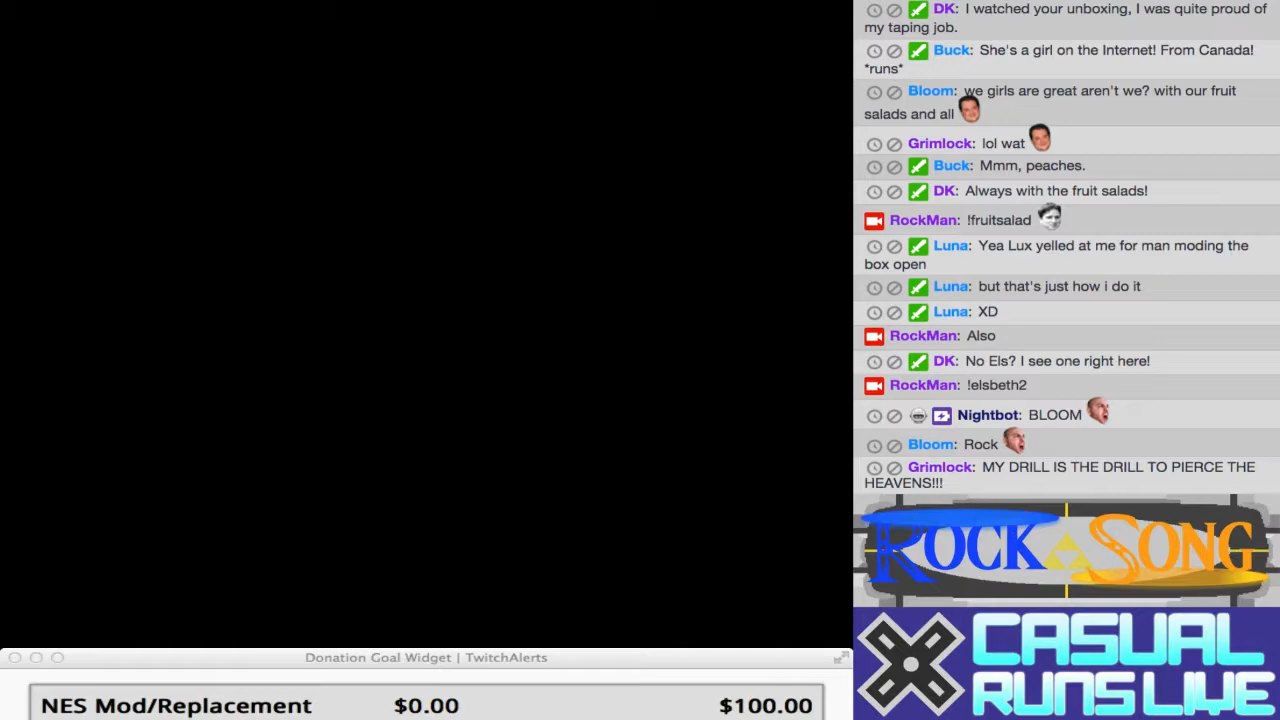 DK: I watched your unboxing, I was quite proud of
my taping job.
Buck: She's a girl on the Internet! From Canada!
*runs*
Bloom: we girls are great aren't we? with our fruit
salads and all
Grimlock: lol wat
Buck: Mmm, peaches.
DK: Always with the fruit salads!
RockMan: !fruitsalad
Luna: Yea Lux yelled at me for man moding the
box open
Luna: but that's just how i do it
Luna: XD
RockMan: Also
DK: No Els? I see one right here!
RockMan: !elsbeth2
Nightbot: BLOOM
Bloom: Rock
Grimlock: MY DRILL IS THE DRILL TO PIERCE THE
HEAVENS!!!
ROCK SONG
CASUAL
RUNS LIVE
Donation Goal Widget | TwitchAlerts
NES Mod/Replacement $0.00 $100.00